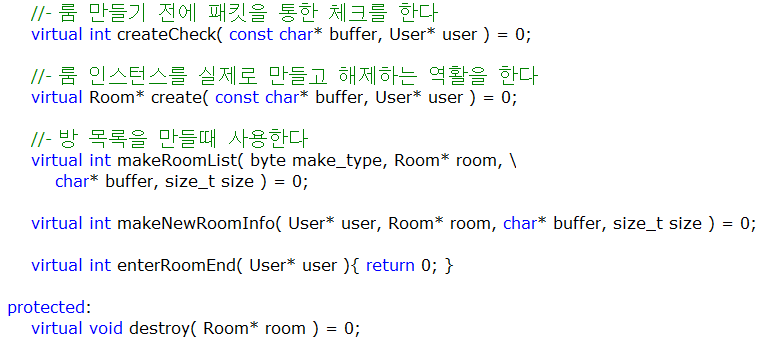 //- 룸 만들기 전에 패킷을 통한 체크를 한다
virtual int createCheck( const char* buffer, User* user ) = 0;
//- 룸 인스턴스를 실제로 만들고 해제하는 역활을 한다
virtual Room* create( const char* buffer, User* user ) = 0;
//- 방 목록을 만들때 사용한다
virtual int makeRoomList( byte make_type, Room* room, \
char* buffer, size_t size ) = 0;
virtual int makeNewRoomInfo( User* user, Room* room, char* buffer, size_t size ) = 0;
virtual int enterRoomEnd( User* user ){ return 0; }
protected:
virtual void destroy( Room* room ) = 0;